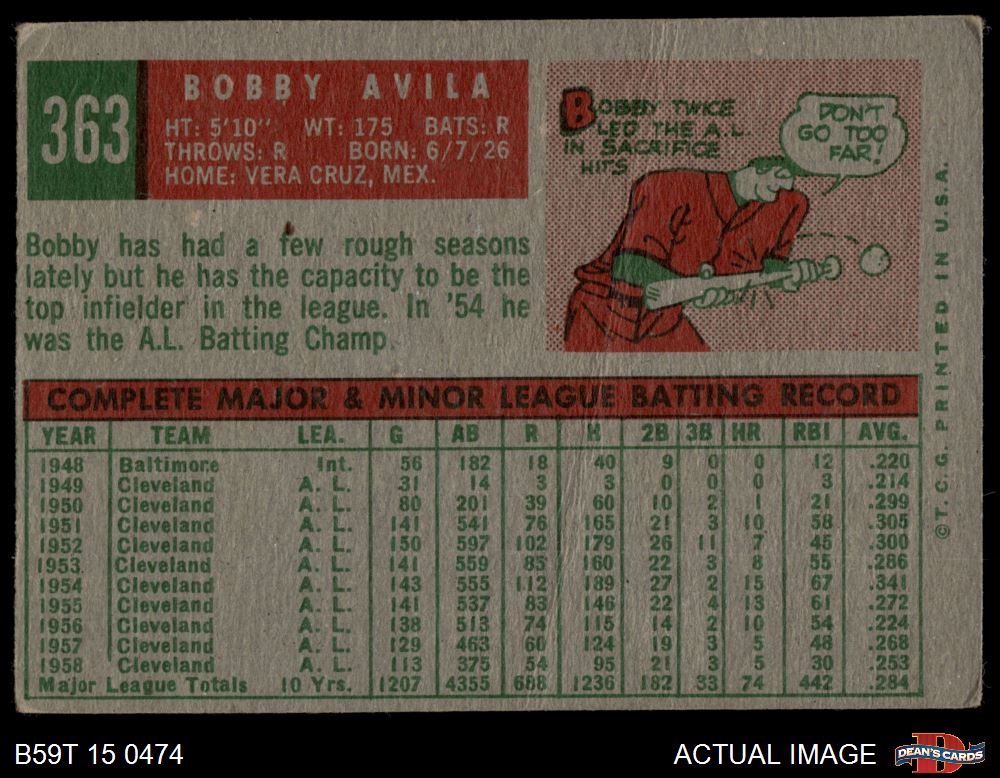 363
BOBBY AVILA
HT: 5'10" WT: 175 BATS: R
THROWS: R BORN: 6/7/26
HOME: VERA CRUZ, MEX.
BOBBY TWICE
LED THE A.L.
IN SACRIFICE
HITS
DON'T
GO TOO
FAR!
Bobby has had a few rough seasons
lately but he has the capacity to be the
top infielder in the league. In '54 he
was the A.L. Batting Champ.
COMPLETE MAJOR & MINOR LEAGUE BATTING RECORD
YEAR TEAM LEA. G AB R H 2B 3B HR RBI AVG.
1948 Baltimore Int. 56 182 18 40 9 0 0 12 .220
1949 Cleveland A. L. 31 14 3 3 0 0 0 3 .214
1950 Cleveland A. L. 80 201 39 60 10 2 1 21 .299
1951 Cleveland A. L. 141 541 76 165 21 3 10 58 .305
1952 Cleveland A. L. 150 597 102 179 26 11 7 45 .300
1953 Cleveland A. L. 141 559 85 160 22 3 8 55 .286
1954 Cleveland A. L. 143 555 112 189 27 2 15 67 .341
1955 Cleveland A. L. 141 537 83 146 22 4 13 61 .272
1956 Cleveland A. L. 138 513 74 115 14 2 10 54 .224
1957 Cleveland A. L. 129 463 60 124 19 3 5 48 .268
1958 Cleveland A. L. 113 375 54 95 21 3 5 30 .253
Major League Totals 10 Yrs. 1207 4355 688 1236 182 33 74 442 .284
©T.C.G. PRINTED IN U.S.A.
B59T 15 0474
ACTUAL IMAGE
DEAN'S CARDS